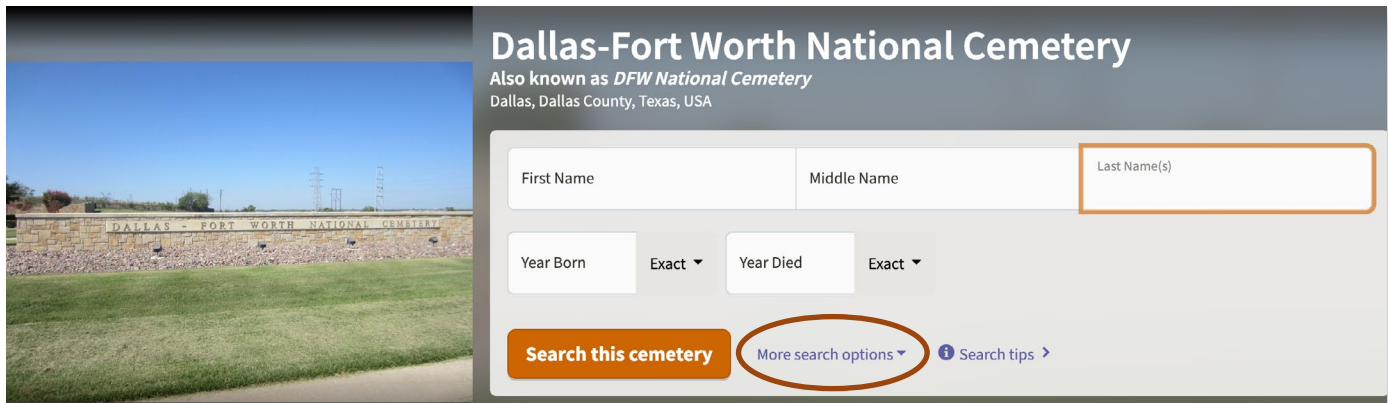 Dallas-Fort Worth National Cemetery
Also known as DFW National Cemetery
Dallas, Dallas County, Texas, USA
DALLAS - FORT WORTH NATIONAL CEMETERY
First Name Middle Name Last Name(s)
Year Born Exact Year Died Exact
Search this cemetery More search options Search tips